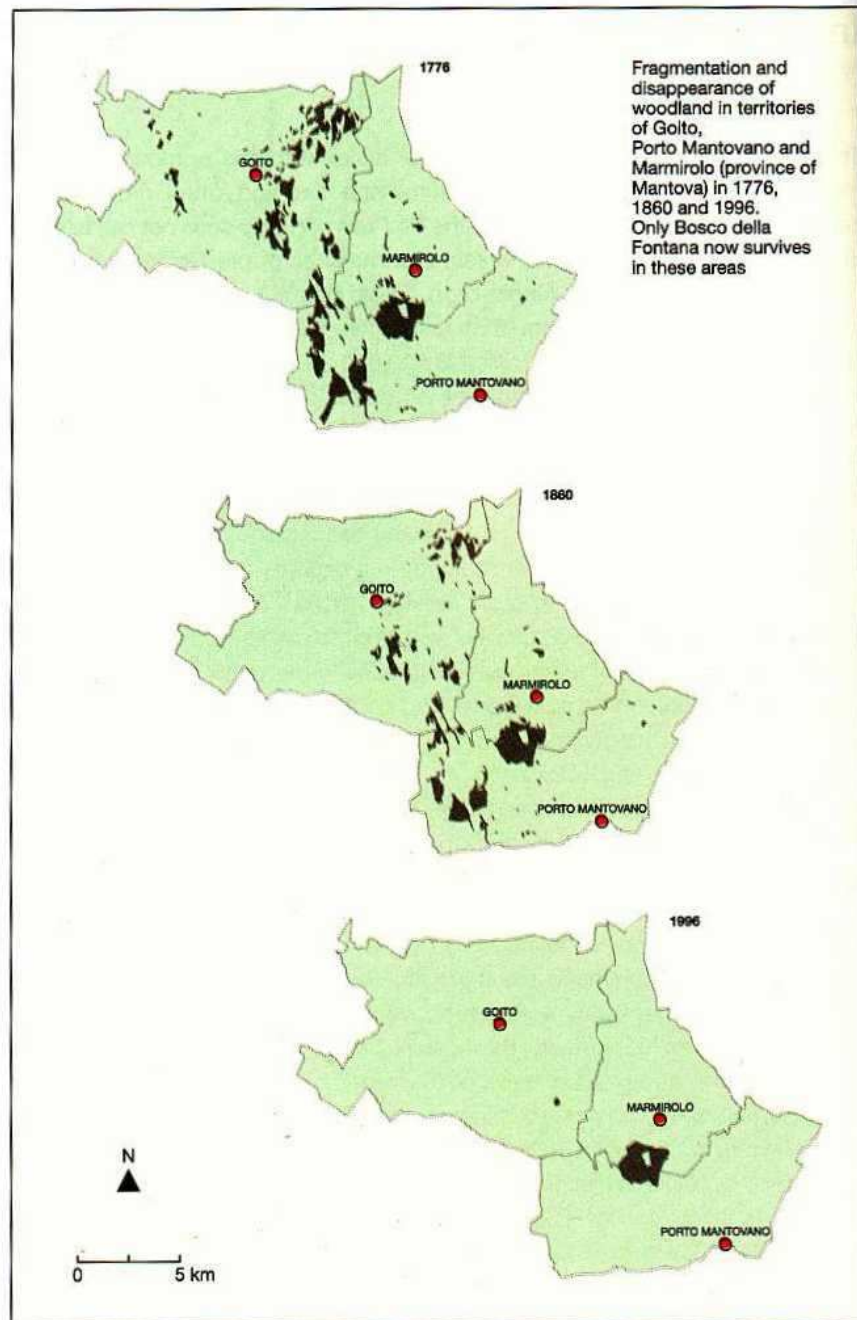 1776
Fragmentation and
disappearance of
woodland in territories
of Goito,
Porto Mantovano and
Marmirolo (province of
Mantova) in 1776,
1860 and 1996.
Only Bosco della
Fontana now survives
in these areas
GOITO
MARMIROLO
PORTO MANTOVANO
1860
GOITO
MARMIROLO
PORTO MANTOVANO
1996
GOITO
MARMIROLO
PORTO MANTOVANO
N
0 5 km